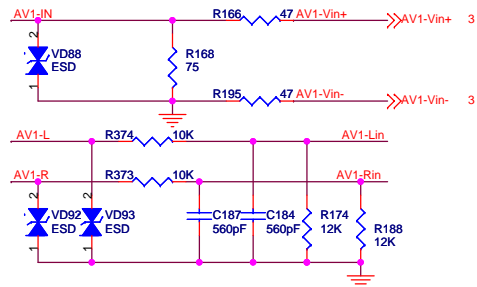 AV1-IN R166 47 AV1-Vin+ AV1-Vin+ 3
2
VD88
ESD
R168
75
1
R195 47 AV1-Vin- AV1-Vin- 3
AV1-L R374 10K AV1-Lin
AV1-R R373 10K AV1-Rin
2 2
VD92 VD93 C187 C184 R174 R188
ESD ESD 560pF 560pF 12K 12K
1 1